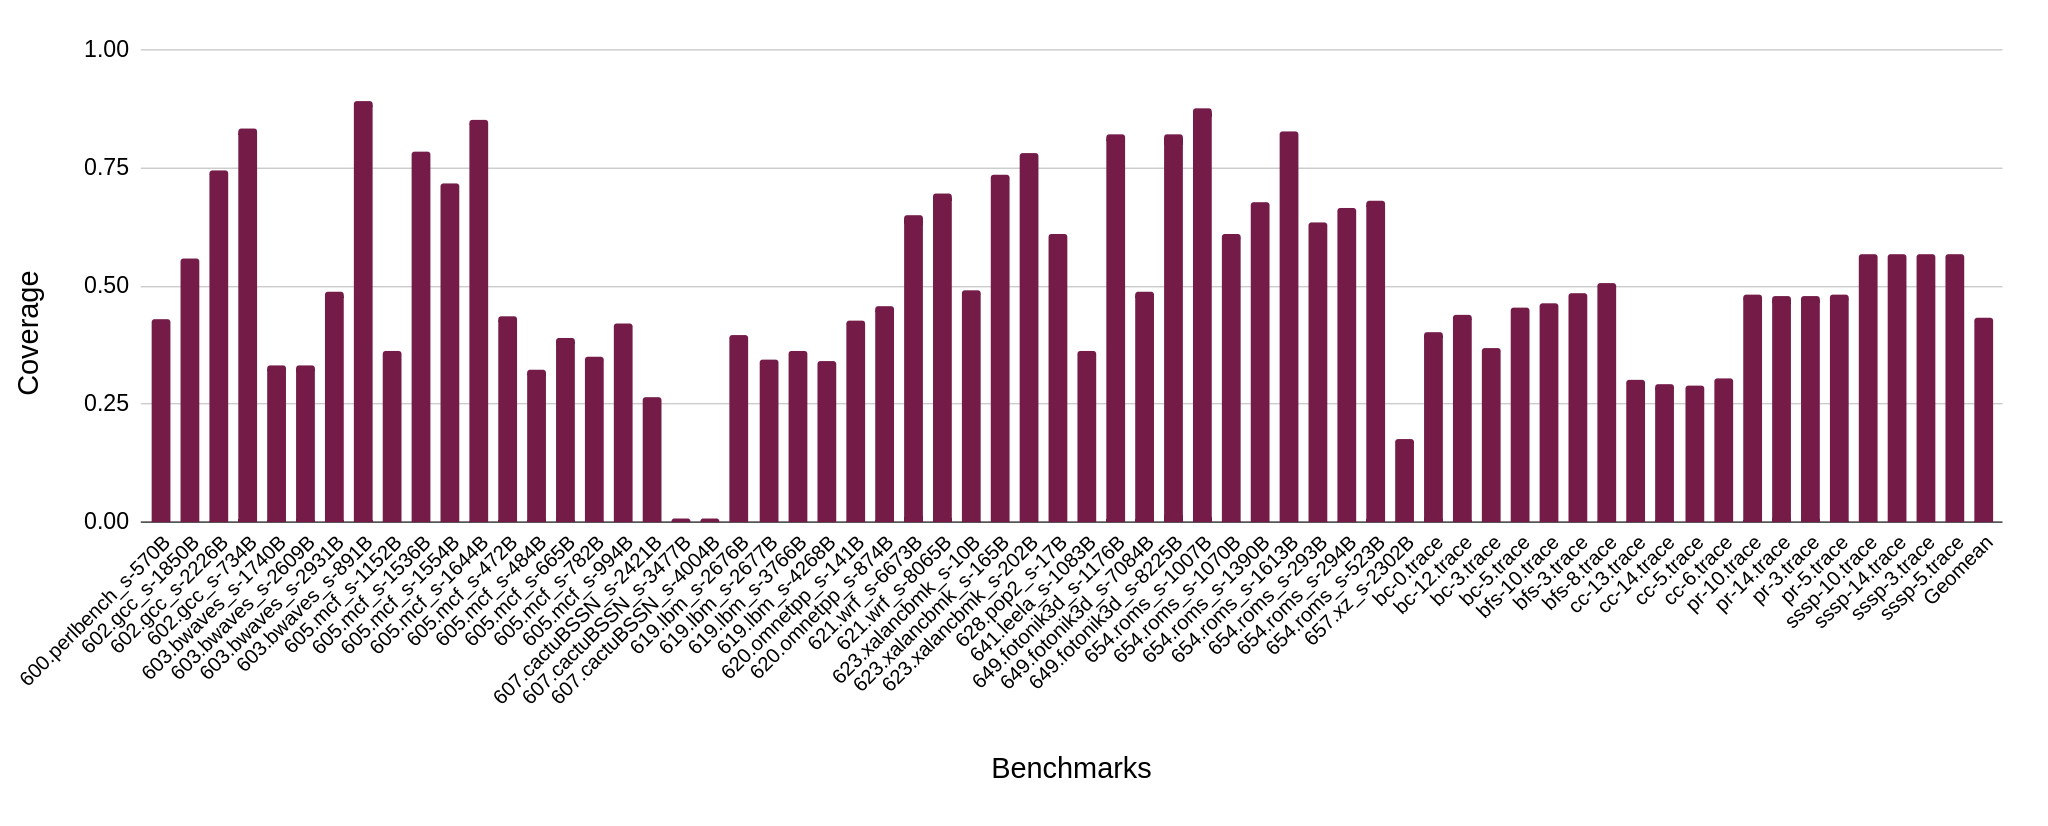 1.00
0.75
0.50
0.25
0.00
Coverage
600.perlbench_s-570B
602.gcc_s-1850B
602.gcc_s-2226B
602.gcc_s-734B
603.bwaves_s-1740B
603.bwaves_s-2609B
603.bwaves_s-2931B
603.bwaves_s-891B
605.mcf_s-1152B
605.mcf_s-1536B
605.mcf_s-1554B
605.mcf_s-1644B
605.mcf_s-472B
605.mcf_s-484B
605.mcf_s-665B
605.mcf_s-782B
605.mcf_s-994B
607.cactuBSSN_s-2421B
607.cactuBSSN_s-3477B
607.cactuBSSN_s-4004B
619.lbm_s-2676B
619.lbm_s-2677B
619.lbm_s-3766B
619.lbm_s-4268B
620.omnetpp_s-141B
620.omnetpp_s-874B
621.wrf_s-6673B
621.wrf_s-8065B
623.xalancbmk_s-10B
623.xalancbmk_s-165B
623.xalancbmk_s-202B
628.pop2_s-17B
641.leela_s-1083B
649.fotonik3d_s-1176B
649.fotonik3d_s-7084B
649.fotonik3d_s-8225B
654.roms_s-1007B
654.roms_s-1070B
654.roms_s-1390B
654.roms_s-1613B
654.roms_s-293B
654.roms_s-294B
654.roms_s-523B
657.xz_s-2302B
bc-0.trace
bc-12.trace
bc-3.trace
bc-5.trace
bfs-10.trace
bfs-3.trace
bfs-8.trace
cc-13.trace
cc-14.trace
cc-5.trace
cc-6.trace
pr-10.trace
pr-14.trace
pr-3.trace
pr-5.trace
sssp-10.trace
sssp-14.trace
sssp-3.trace
sssp-5.trace
Geomean
Benchmarks